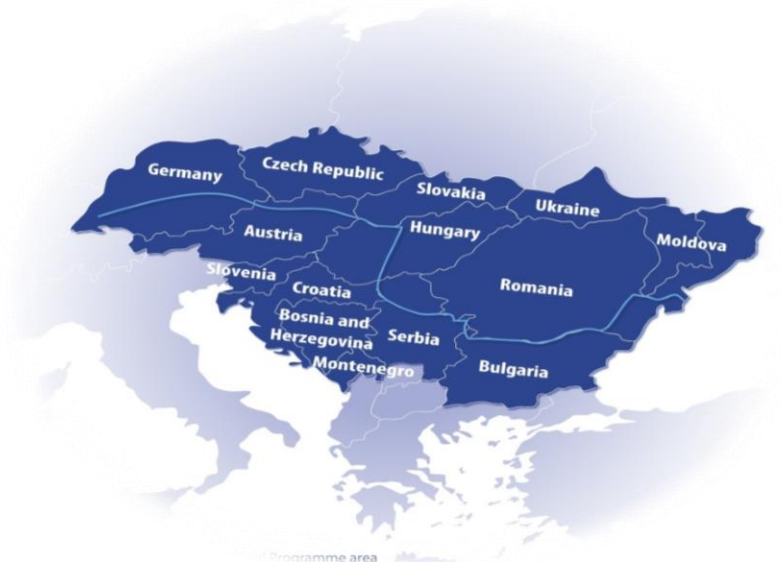 Germany
Czech Republic
Slovakia
Ukraine
Moldova
Austria
Hungary
Romania
Slovenia
Croatia
Bosnia and
Herzegovina
Serbia
Montenegro
Bulgaria
Programme area